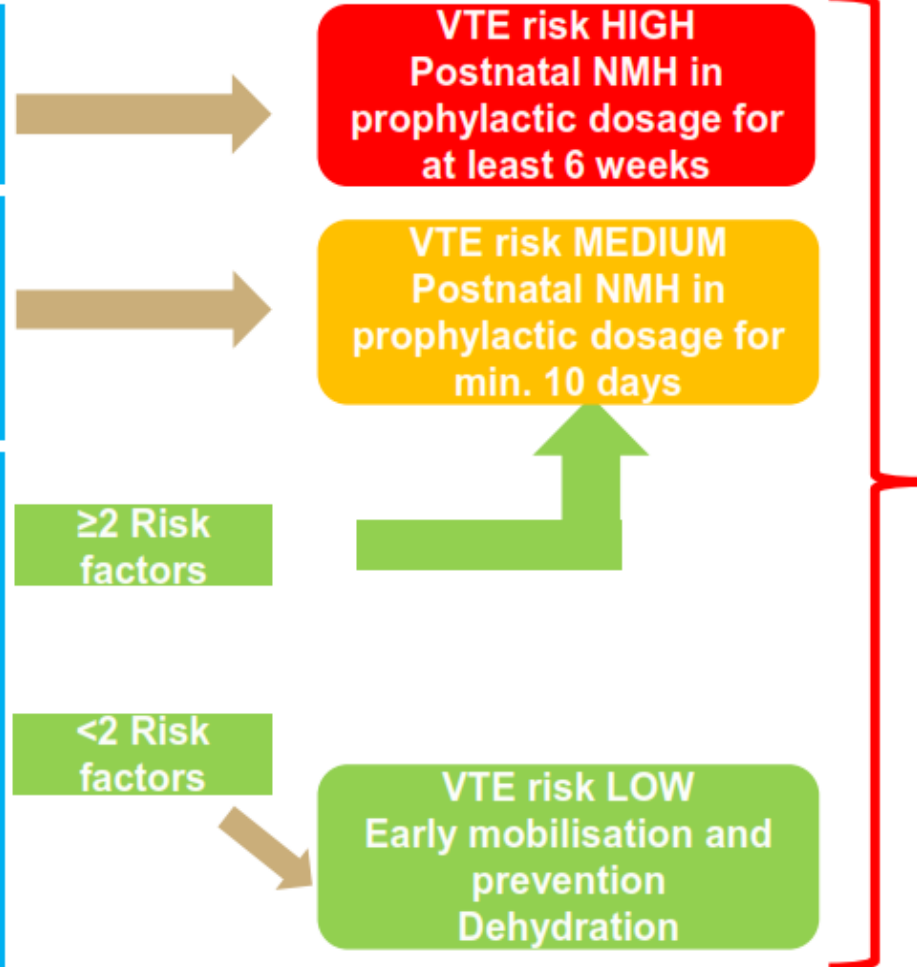 VTE risk HIGH
Postnatal NMH in
prophylactic dosage for
at least 6 weeks
VTE risk MEDIUM
Postnatal NMH in
prophylactic dosage for
min. 10 days
≥2 Risk
factors
<2 Risk
factors
VTE risk LOW
Early mobilisation and
prevention
Dehydration